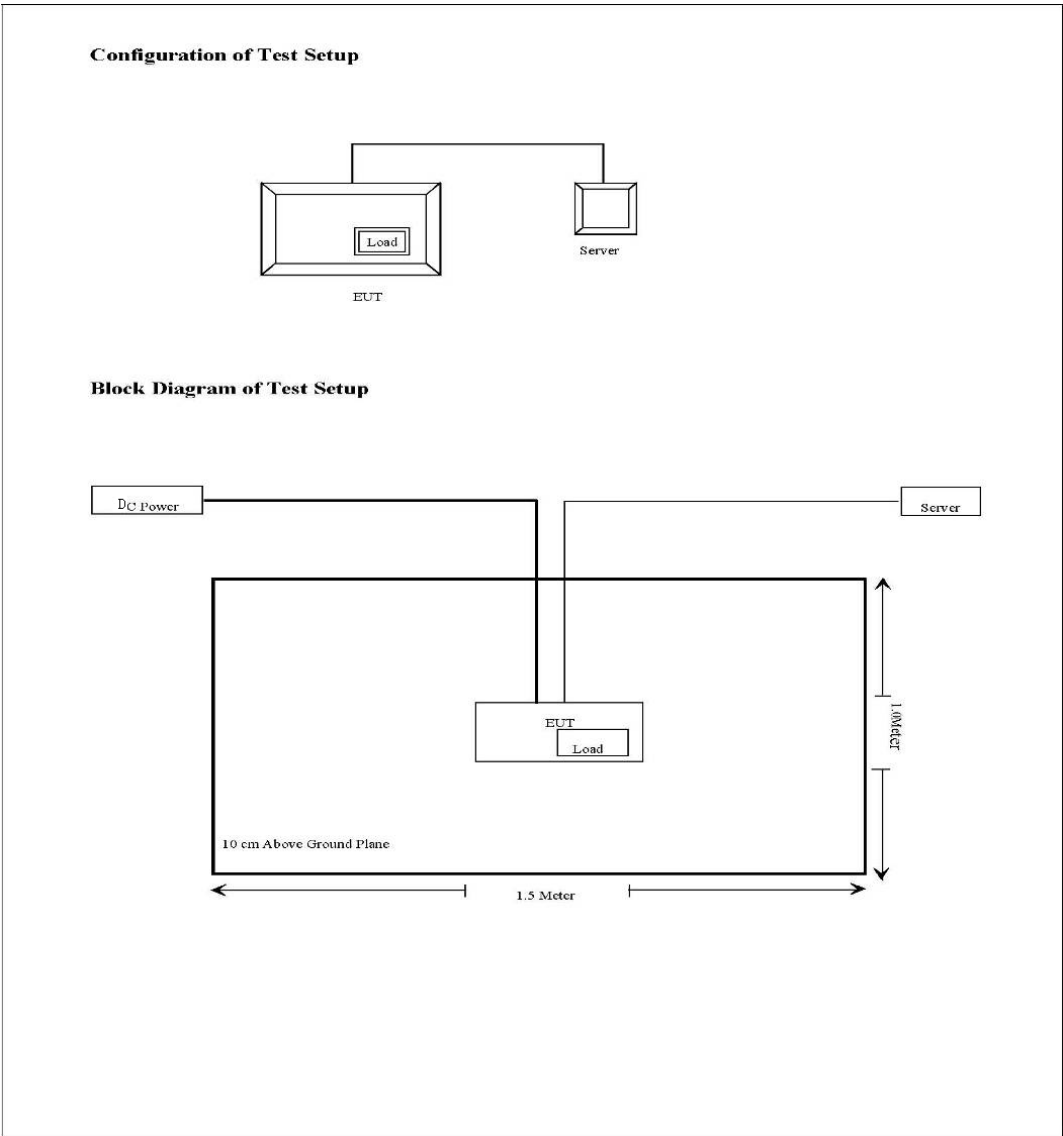 Configuration of Test Setup
Load
Server
EUT
Block Diagram of Test Setup
DC Power
Server
EUT
Load
1.0Meter
10 cm Above Ground Plane
1.5 Meter